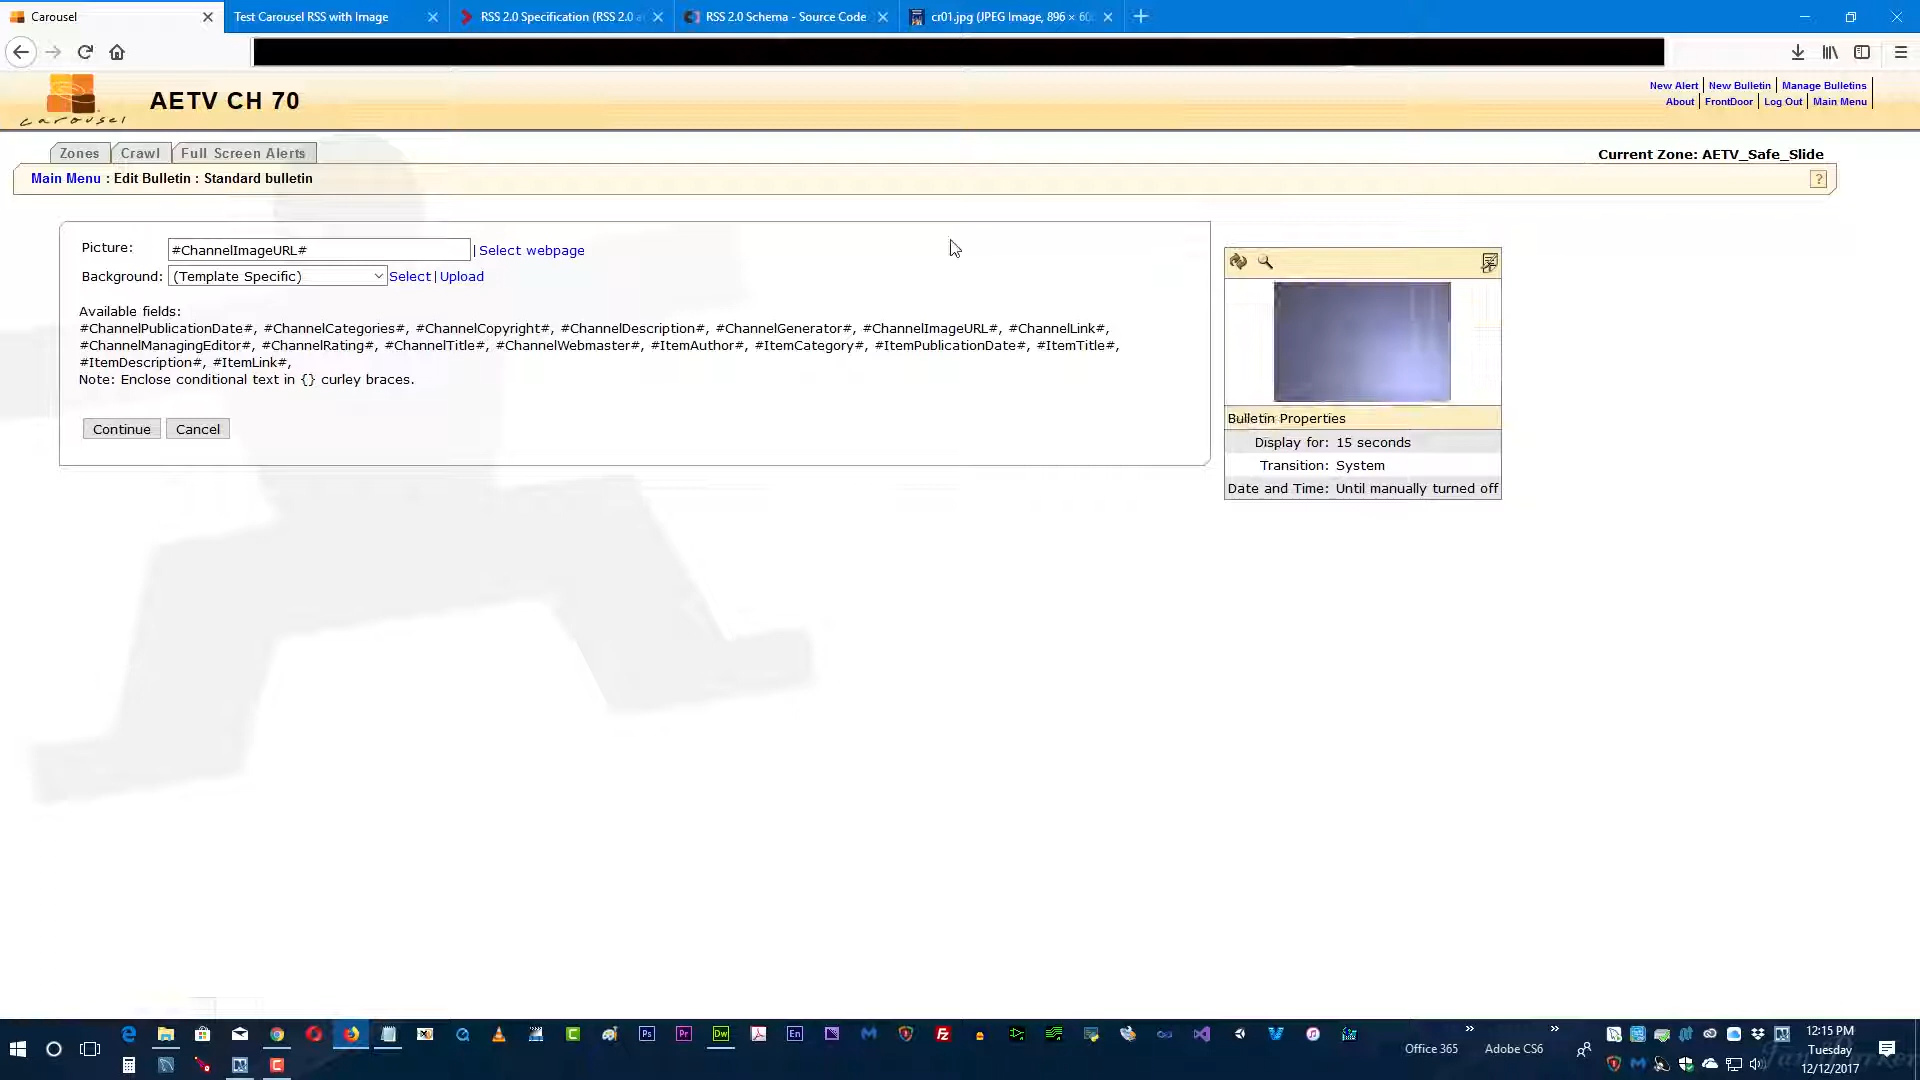 Carousel
Test Carousel RSS with Image
RSS 2.0 Specification (RSS 2.0 a
RSS 2.0 Schema - Source Code
cr01.jpg (JPEG Image, 896 × 60
carousel
AETV CH 70
New Alert | New Bulletin | Manage Bulletins
About | FrontDoor | Log Out | Main Menu
Zones Crawl Full Screen Alerts
Current Zone: AETV_Safe_Slide
Main Menu : Edit Bulletin : Standard bulletin
?
Picture: #ChannelImageURL# | Select webpage
Background: (Template Specific) Select | Upload
Available fields:
#ChannelPublicationDate#, #ChannelCategories#, #ChannelCopyright#, #ChannelDescription#, #ChannelGenerator#, #ChannelImageURL#, #ChannelLink#,
#ChannelManagingEditor#, #ChannelRating#, #ChannelTitle#, #ChannelWebmaster#, #ItemAuthor#, #ItemCategory#, #ItemPublicationDate#, #ItemTitle#,
#ItemDescription#, #ItemLink#,
Note: Enclose conditional text in {} curley braces.
Continue Cancel
Bulletin Properties
Display for: 15 seconds
Transition: System
Date and Time: Until manually turned off
Ps Pr Dw En Fz
Office 365
Adobe CS6
12:15 PM
Tuesday
12/12/2017